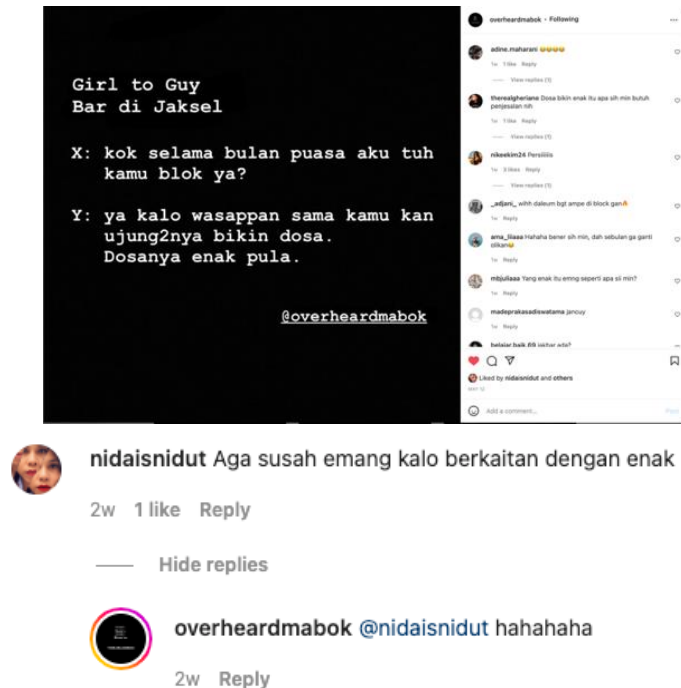 Girl to Guy
Bar di Jaksel
X: kok selama bulan puasa aku tuh
kamu blok ya?
Y: ya kalo wasappan sama kamu kan
ujung2nya bikin dosa.
Dosanya enak pula.
@overheardmabok
overheardmabok • Following
adine.maharani 😂😂😂😂
1w 1 like Reply
View replies (1)
therealgheriane Dosa bikin enak itu apa sih min butuh
penjesalan nih
1w 1 like Reply
View replies (1)
nikeekim24 Persiiiiis
1w 3 likes Reply
View replies (1)
_adjani_ wihh daleum bgt ampe di block gan🔥
1w Reply
ama_liiaaa Hahaha bener sih min, dah sebulan ga ganti
1w Reply
mbjuliaaa Yang enak itu emng seperti apa sii min?
1w Reply
madeprakasadiswatama jancuy
1w Reply
Liked by nidaisnidut and others
MAY 12
Add a comment...
Post
nidaisnidut Aga susah emang kalo berkaitan dengan enak
2w 1 like Reply
Hide replies
overheardmabok @nidaisnidut hahahaha
2w Reply